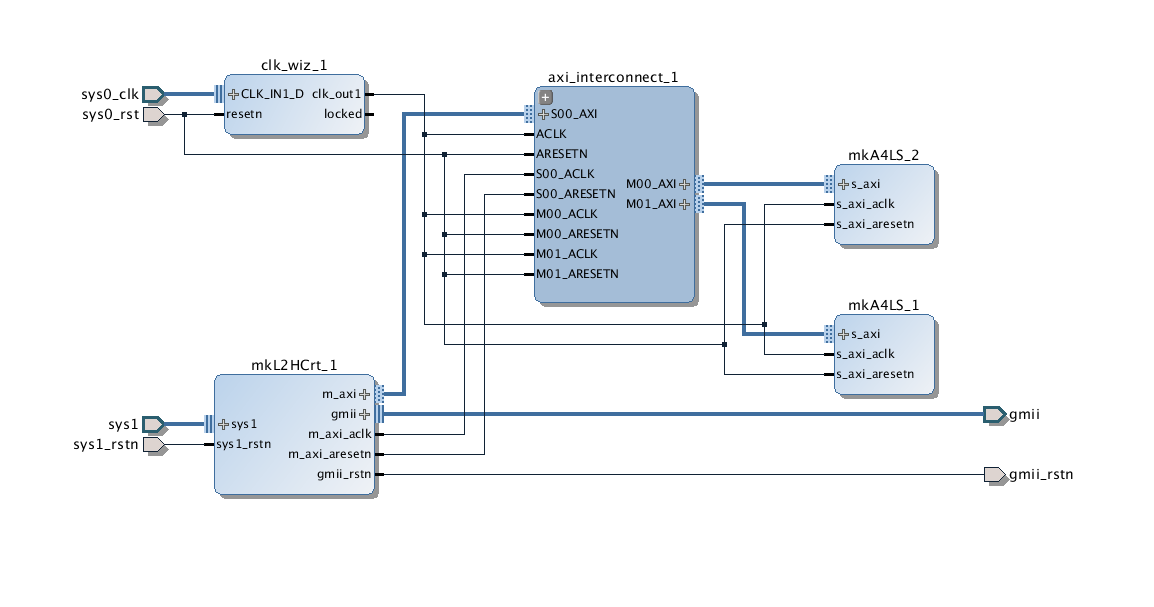 clk_wiz_1
sys0_clk
CLK_IN1_D clk_out1
sys0_rst
resetn locked
axi_interconnect_1
S00_AXI
ACLK
ARESETN
S00_ACLK
S00_ARESETN
M00_ACLK
M00_ARESETN
M01_ACLK
M01_ARESETN
M00_AXI
M01_AXI
mkA4LS_2
s_axi
s_axi_aclk
s_axi_aresetn
mkA4LS_1
s_axi
s_axi_aclk
s_axi_aresetn
mkL2HCrt_1
m_axi
gmii
sys1
sys1
m_axi_aclk
sys1_rstn
sys1_rstn
m_axi_aresetn
gmii_rstn
gmii
gmii_rstn